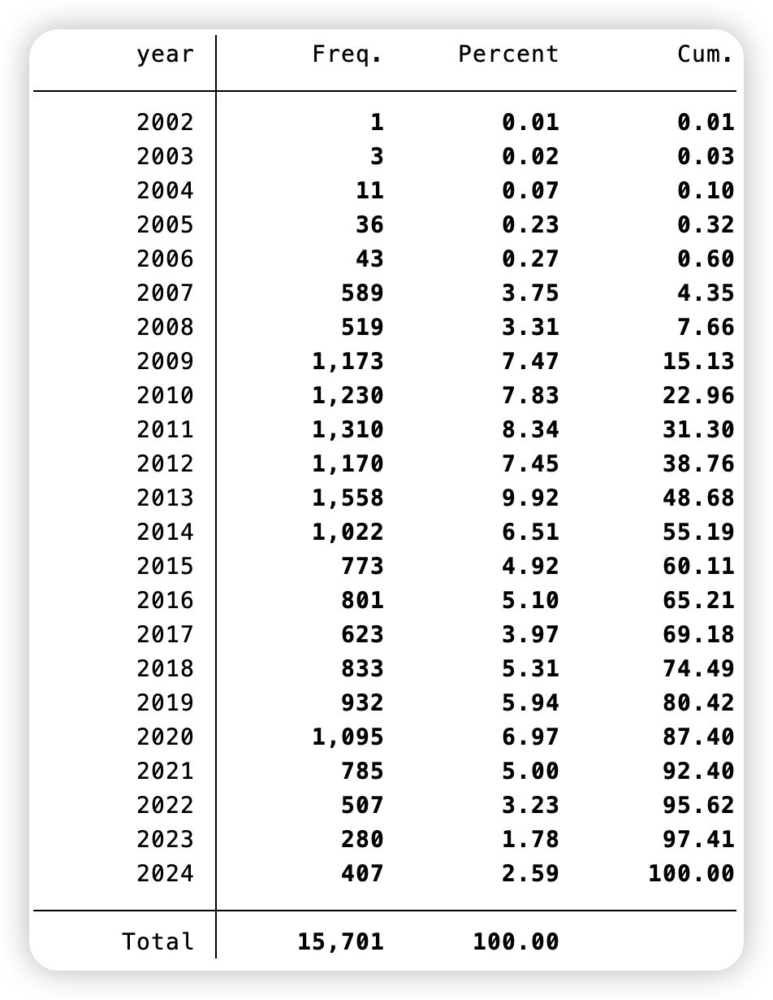 year Freq. Percent Cum.
2002 1 0.01 0.01
2003 3 0.02 0.03
2004 11 0.07 0.10
2005 36 0.23 0.32
2006 43 0.27 0.60
2007 589 3.75 4.35
2008 519 3.31 7.66
2009 1,173 7.47 15.13
2010 1,230 7.83 22.96
2011 1,310 8.34 31.30
2012 1,170 7.45 38.76
2013 1,558 9.92 48.68
2014 1,022 6.51 55.19
2015 773 4.92 60.11
2016 801 5.10 65.21
2017 623 3.97 69.18
2018 833 5.31 74.49
2019 932 5.94 80.42
2020 1,095 6.97 87.40
2021 785 5.00 92.40
2022 507 3.23 95.62
2023 280 1.78 97.41
2024 407 2.59 100.00
Total 15,701 100.00